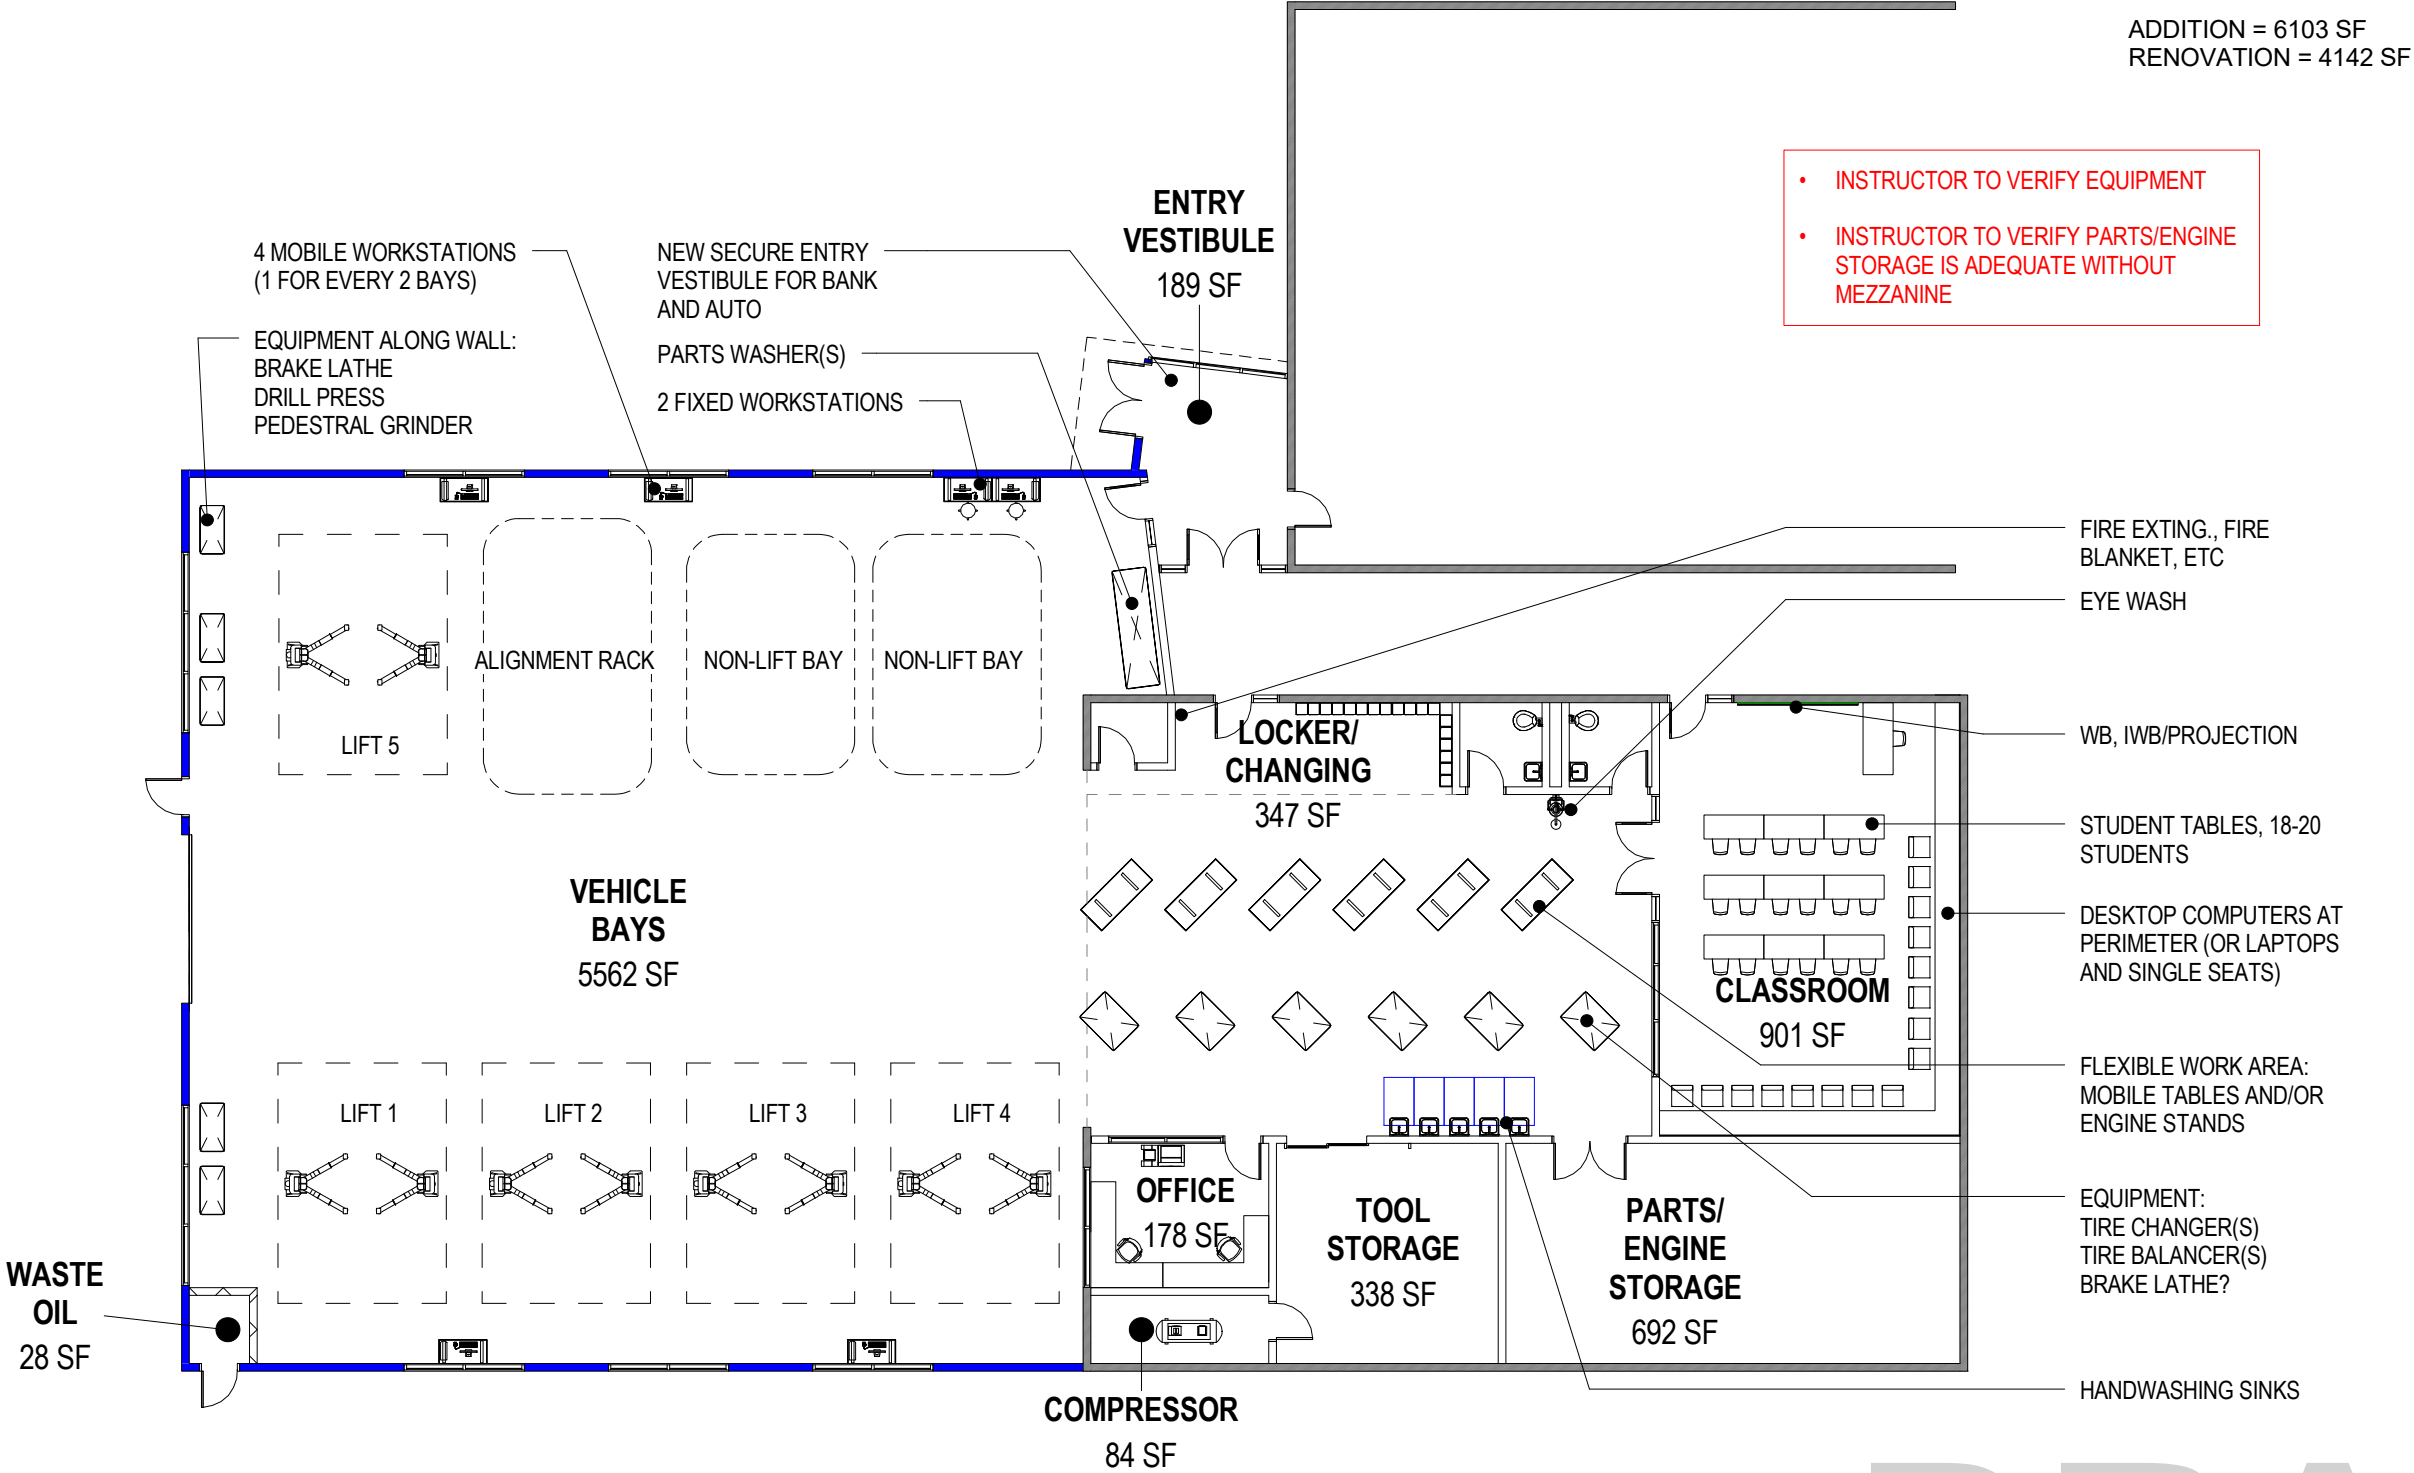 ADDITION = 6103 SF
RENOVATION = 4142 SF
• INSTRUCTOR TO VERIFY EQUIPMENT
• INSTRUCTOR TO VERIFY PARTS/ENGINE
STORAGE IS ADEQUATE WITHOUT
MEZZANINE
ENTRY
VESTIBULE
189 SF
4 MOBILE WORKSTATIONS
(1 FOR EVERY 2 BAYS)
EQUIPMENT ALONG WALL:
BRAKE LATHE
DRILL PRESS
PEDESTRAL GRINDER
NEW SECURE ENTRY
VESTIBULE FOR BANK
AND AUTO
PARTS WASHER(S)
2 FIXED WORKSTATIONS
FIRE EXTING., FIRE
BLANKET, ETC
EYE WASH
WB, IWB/PROJECTION
STUDENT TABLES, 18-20
STUDENTS
DESKTOP COMPUTERS AT
PERIMETER (OR LAPTOPS
AND SINGLE SEATS)
FLEXIBLE WORK AREA:
MOBILE TABLES AND/OR
ENGINE STANDS
EQUIPMENT:
TIRE CHANGER(S)
TIRE BALANCER(S)
BRAKE LATHE?
HANDWASHING SINKS
ALIGNMENT RACK
NON-LIFT BAY
NON-LIFT BAY
LIFT 5
LOCKER/
CHANGING
347 SF
VEHICLE
BAYS
5562 SF
CLASSROOM
901 SF
LIFT 1
LIFT 2
LIFT 3
LIFT 4
OFFICE
178 SF
TOOL
STORAGE
338 SF
PARTS/
ENGINE
STORAGE
692 SF
WASTE
OIL
28 SF
COMPRESSOR
84 SF